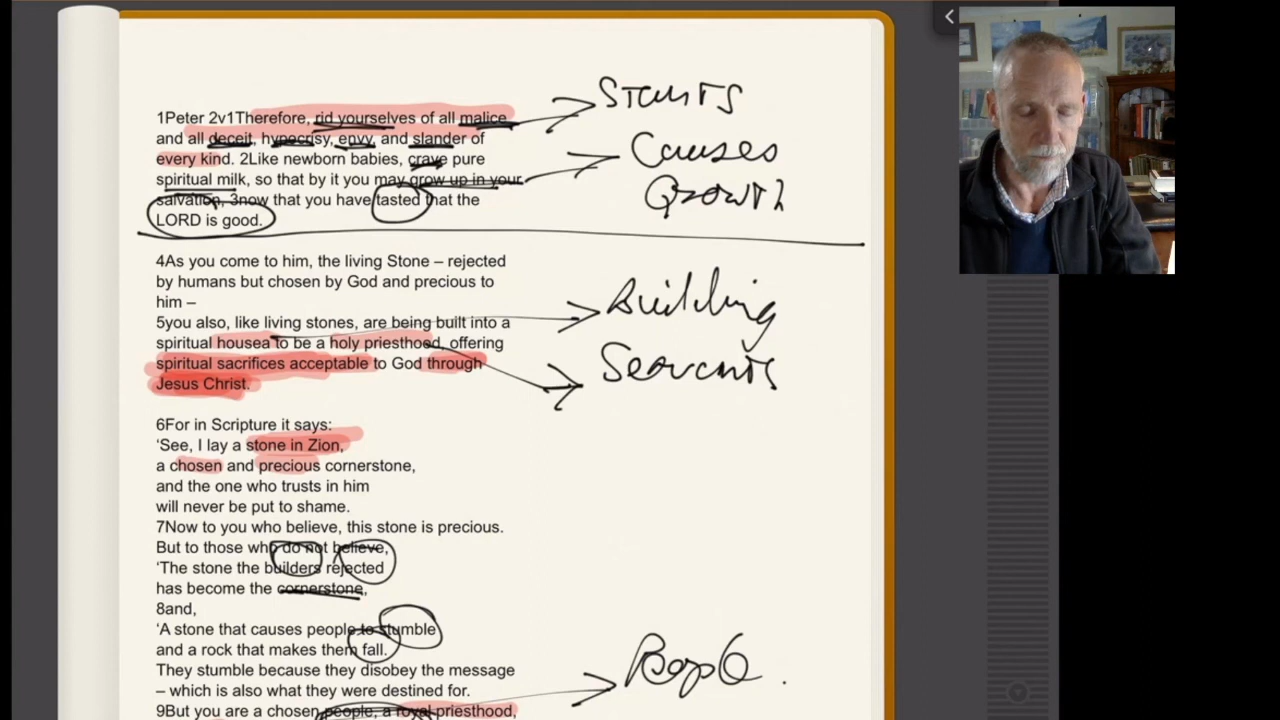 1Peter 2v1Therefore, rid yourselves of all malice
and all deceit, hypocrisy, envy, and slander of
every kind. 2Like newborn babies, crave pure
spiritual milk, so that by it you may grow up in your
salvation, 3now that you have tasted that the
LORD is good.
Starts
Causes
Growth
4As you come to him, the living Stone – rejected
by humans but chosen by God and precious to
him –
5you also, like living stones, are being built into a
spiritual housea to be a holy priesthood, offering
spiritual sacrifices acceptable to God through
Jesus Christ.
Building
Servants
6For in Scripture it says:
‘See, I lay a stone in Zion,
a chosen and precious cornerstone,
and the one who trusts in him
will never be put to shame.
7Now to you who believe, this stone is precious.
But to those who do not believe,
‘The stone the builders rejected
has become the cornerstone,
8and,
‘A stone that causes people to stumble
and a rock that makes them fall.
They stumble because they disobey the message
– which is also what they were destined for.
9But you are a chosen people, a royal priesthood,
People.